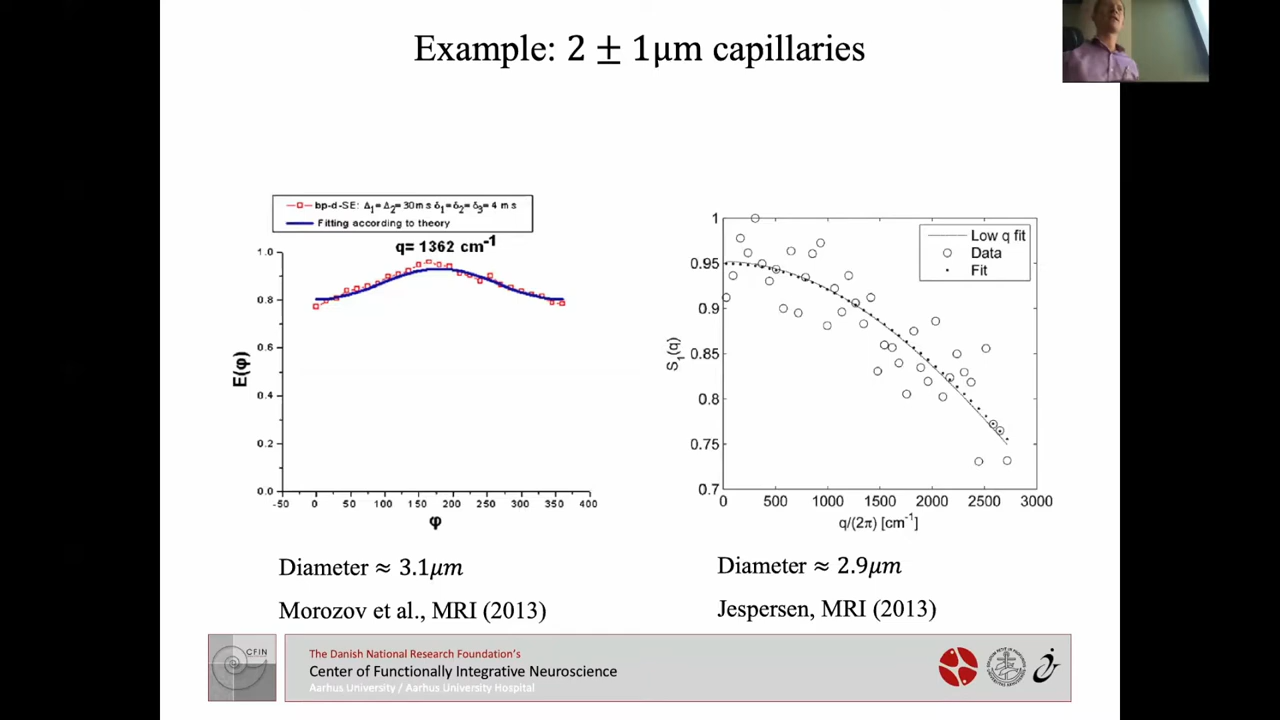 Example: 2 ± 1μm capillaries
bp-d-SE: Δ₁= Δ₂= 30m s δ₁= δ₂= δ₃= 4 m s
Fitting according to theory
q= 1362 cm⁻¹
1.0
0.8
0.6
0.4
0.2
0.0
E(φ)
-50 0 50 100 150 200 250 300 350 400
φ
Low q fit
Data
Fit
1
0.95
0.9
0.85
0.8
0.75
0.7
S₁(q)
0 500 1000 1500 2000 2500 3000
q/(2π) [cm⁻¹]
Diameter ≈ 3.1μm
Morozov et al., MRI (2013)
Diameter ≈ 2.9μm
Jespersen, MRI (2013)
CFIN
The Danish National Research Foundation's
Center of Functionally Integrative Neuroscience
Aarhus University / Aarhus University Hospital